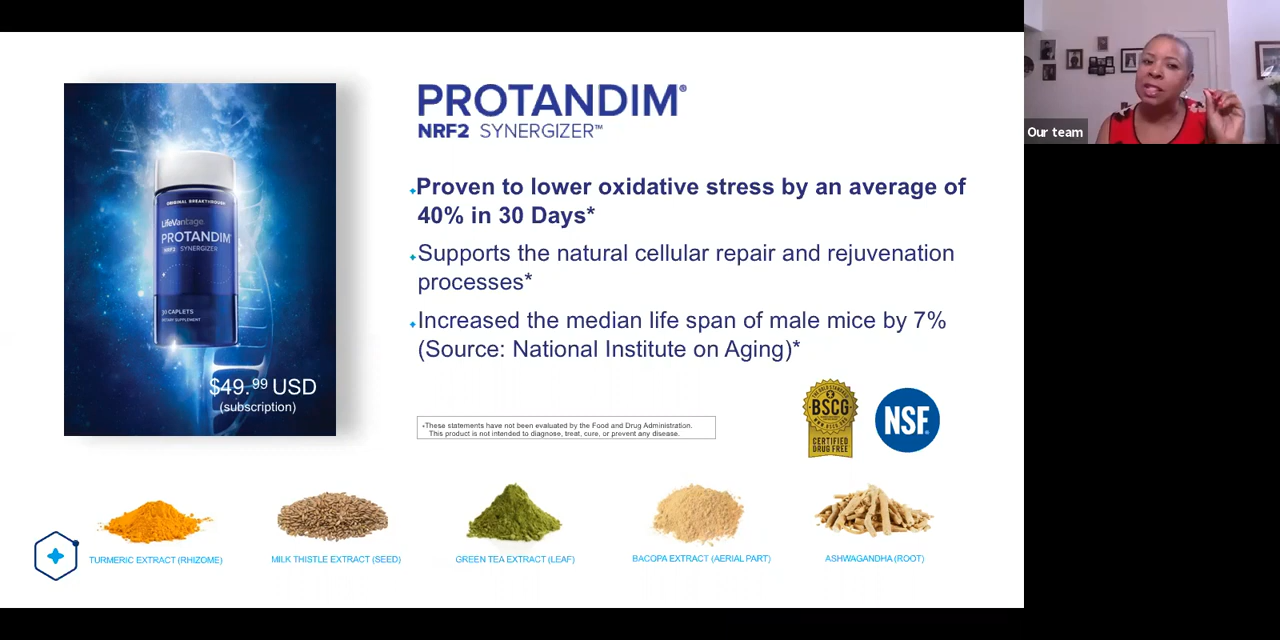 PROTANDIM®
NRF2 SYNERGIZER™
Our team
Proven to lower oxidative stress by an average of
40% in 30 Days*
Supports the natural cellular repair and rejuvenation
processes*
Increased the median life span of male mice by 7%
(Source: National Institute on Aging)*
ORIGINAL BREAKTHROUGH
LifeVantage.
PROTANDIM
NRF2 SYNERGIZER
30 CAPLETS
DIETARY SUPPLEMENT
$49.99 USD
(subscription)
*These statements have not been evaluated by the Food and Drug Administration.
This product is not intended to diagnose, treat, cure, or prevent any disease.
BSCG
CERTIFIED
DRUG FREE
NSF®
TURMERIC EXTRACT (RHIZOME)
MILK THISTLE EXTRACT (SEED)
GREEN TEA EXTRACT (LEAF)
BACOPA EXTRACT (AERIAL PART)
ASHWAGANDHA (ROOT)